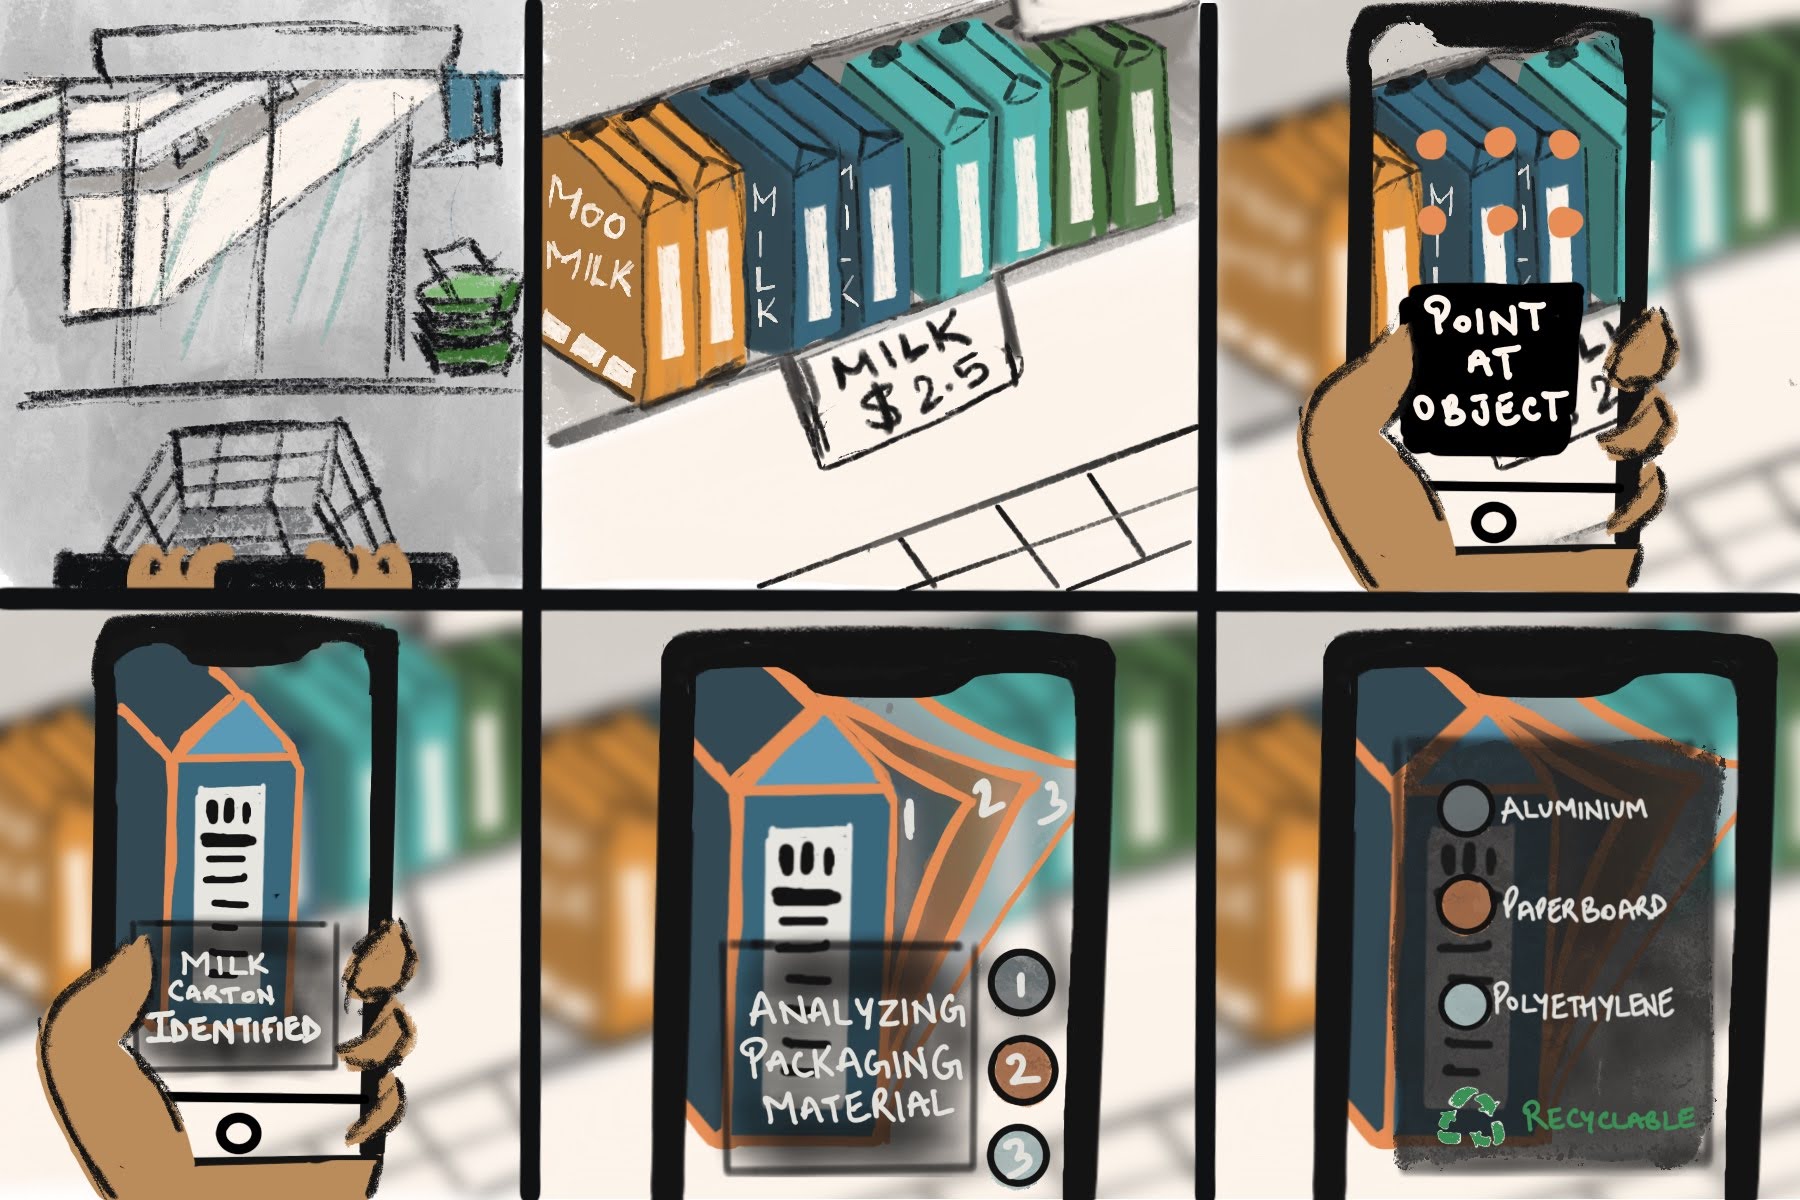 MOO
MILK
MILK
MILK
MILK
$2.5
MILK
POINT
AT
OBJECT
MILK
CARTON
IDENTIFIED
1
2
3
ANALYZING
PACKAGING
MATERIAL
1
2
3
ALUMINIUM
PAPERBOARD
POLYETHYLENE
RECYCLABLE